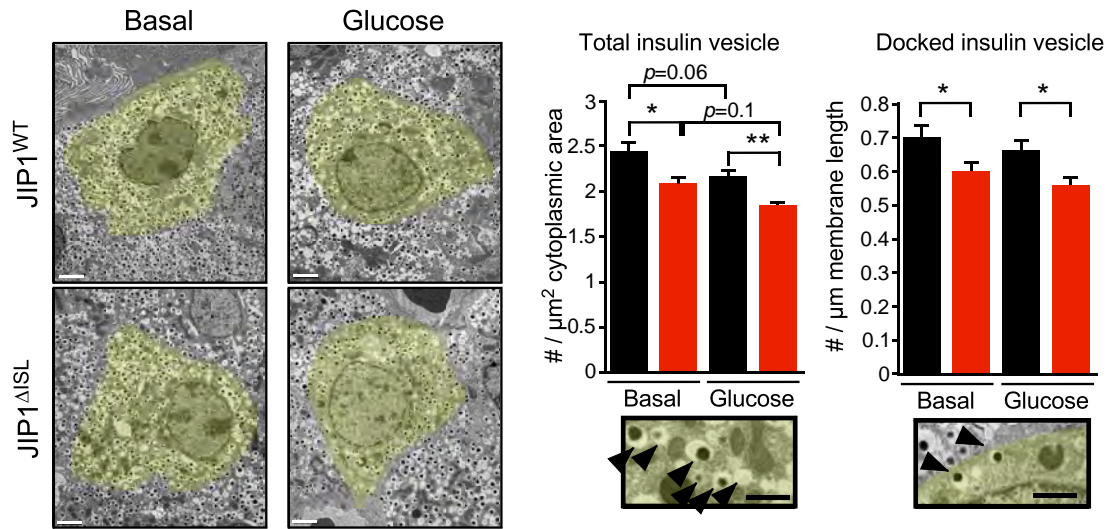 Basal
Glucose
JIP1WT
JIP1ΔISL
Total insulin vesicle
p=0.06
*
p=0.1
**
3
2.5
2
1.5
1
0.5
0
# / µm2 cytoplasmic area
Basal
Glucose
Docked insulin vesicle
*
*
0.8
0.7
0.6
0.5
0.4
0.3
0.2
0.1
0
# / µm membrane length
Basal
Glucose